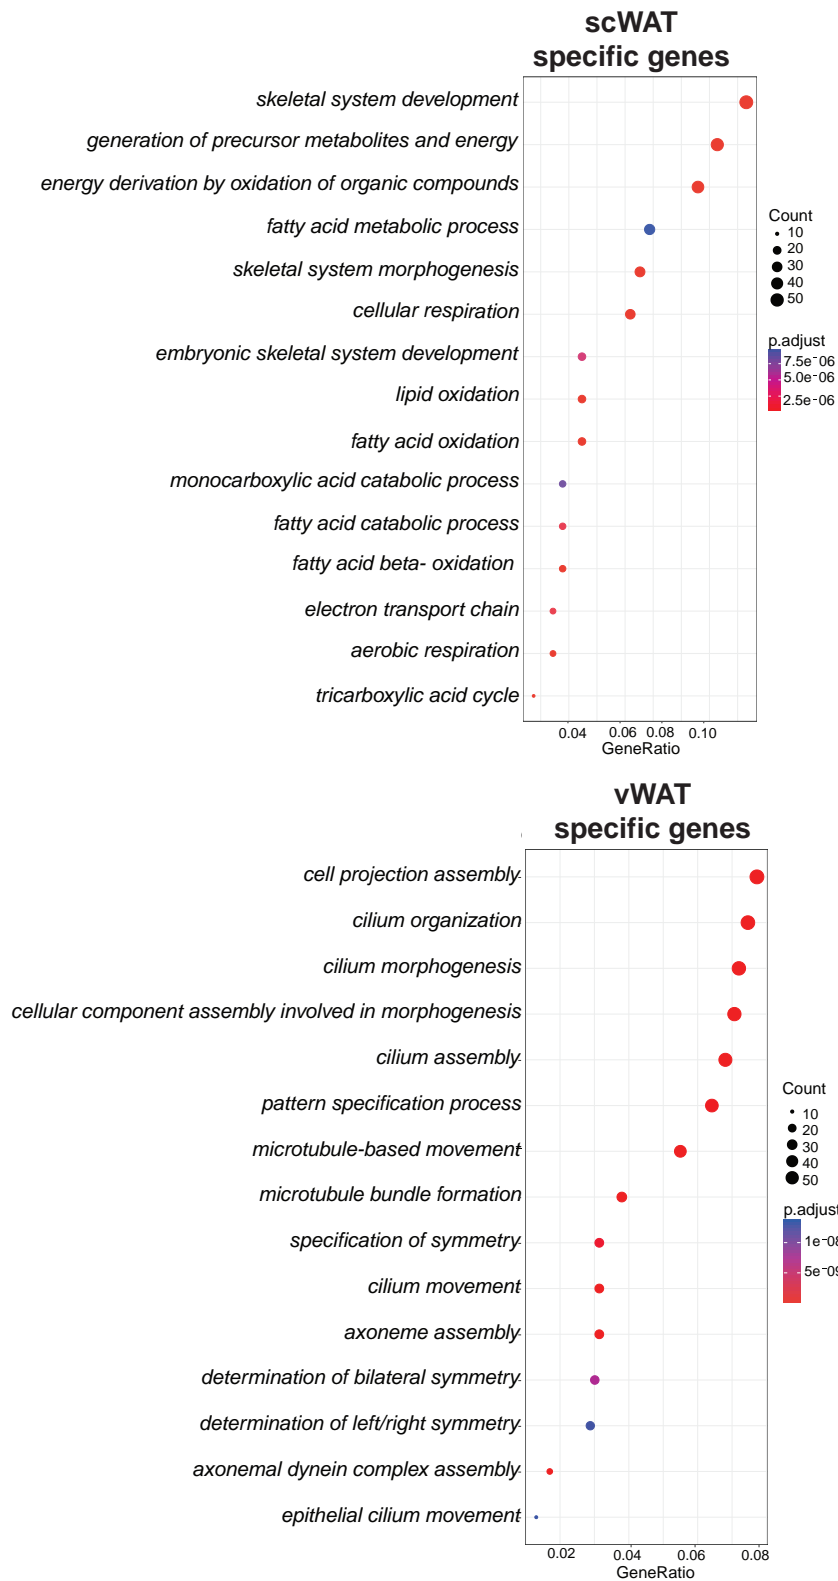 scWAT
specific genes
skeletal system development
generation of precursor metabolites and energy
energy derivation by oxidation of organic compounds
fatty acid metabolic process
skeletal system morphogenesis
cellular respiration
embryonic skeletal system development
lipid oxidation
fatty acid oxidation
monocarboxylic acid catabolic process
fatty acid catabolic process
fatty acid beta- oxidation
electron transport chain
aerobic respiration
tricarboxylic acid cycle
0.04 0.06 0.08 0.10
GeneRatio
Count
10
20
30
40
50
p.adjust
7.5e-06
5.0e-06
2.5e-06
vWAT
specific genes
cell projection assembly
cilium organization
cilium morphogenesis
cellular component assembly involved in morphogenesis
cilium assembly
pattern specification process
microtubule-based movement
microtubule bundle formation
specification of symmetry
cilium movement
axoneme assembly
determination of bilateral symmetry
determination of left/right symmetry
axonemal dynein complex assembly
epithelial cilium movement
0.02 0.04 0.06 0.08
GeneRatio
Count
10
20
30
40
50
p.adjust
1e-08
5e-09